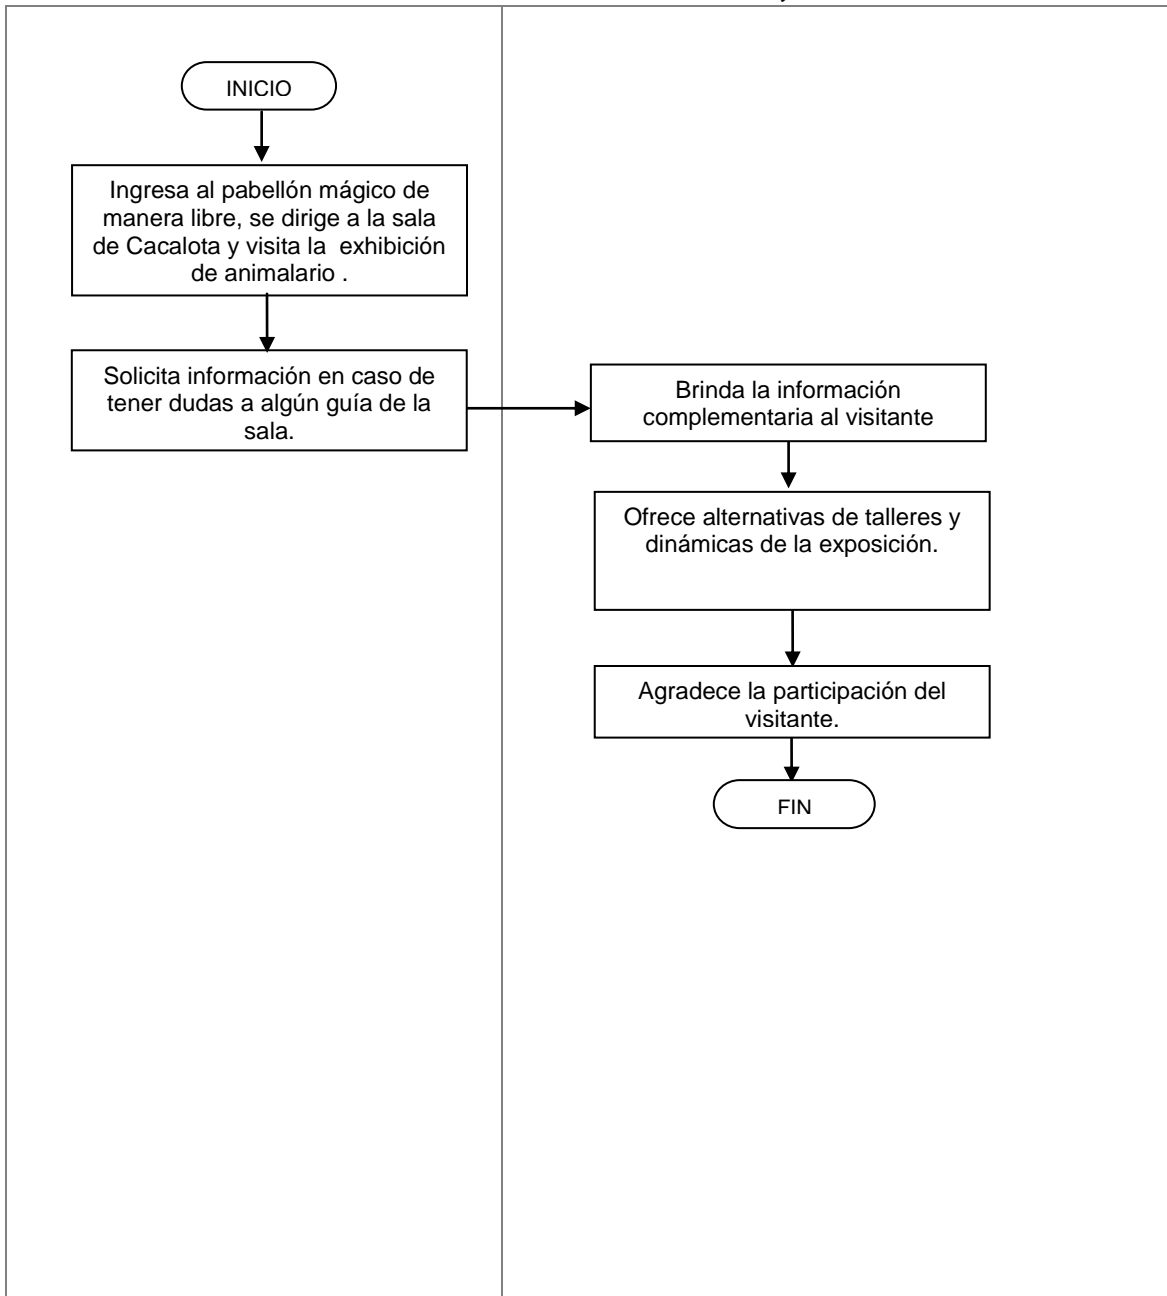 INICIO
Ingresa al pabellón mágico de
manera libre, se dirige a la sala
de Cacalota y visita la exhibición
de animalario .
Solicita información en caso de
tener dudas a algún guía de la
sala.
Brinda la información
complementaria al visitante
Ofrece alternativas de talleres y
dinámicas de la exposición.
Agradece la participación del
visitante.
FIN